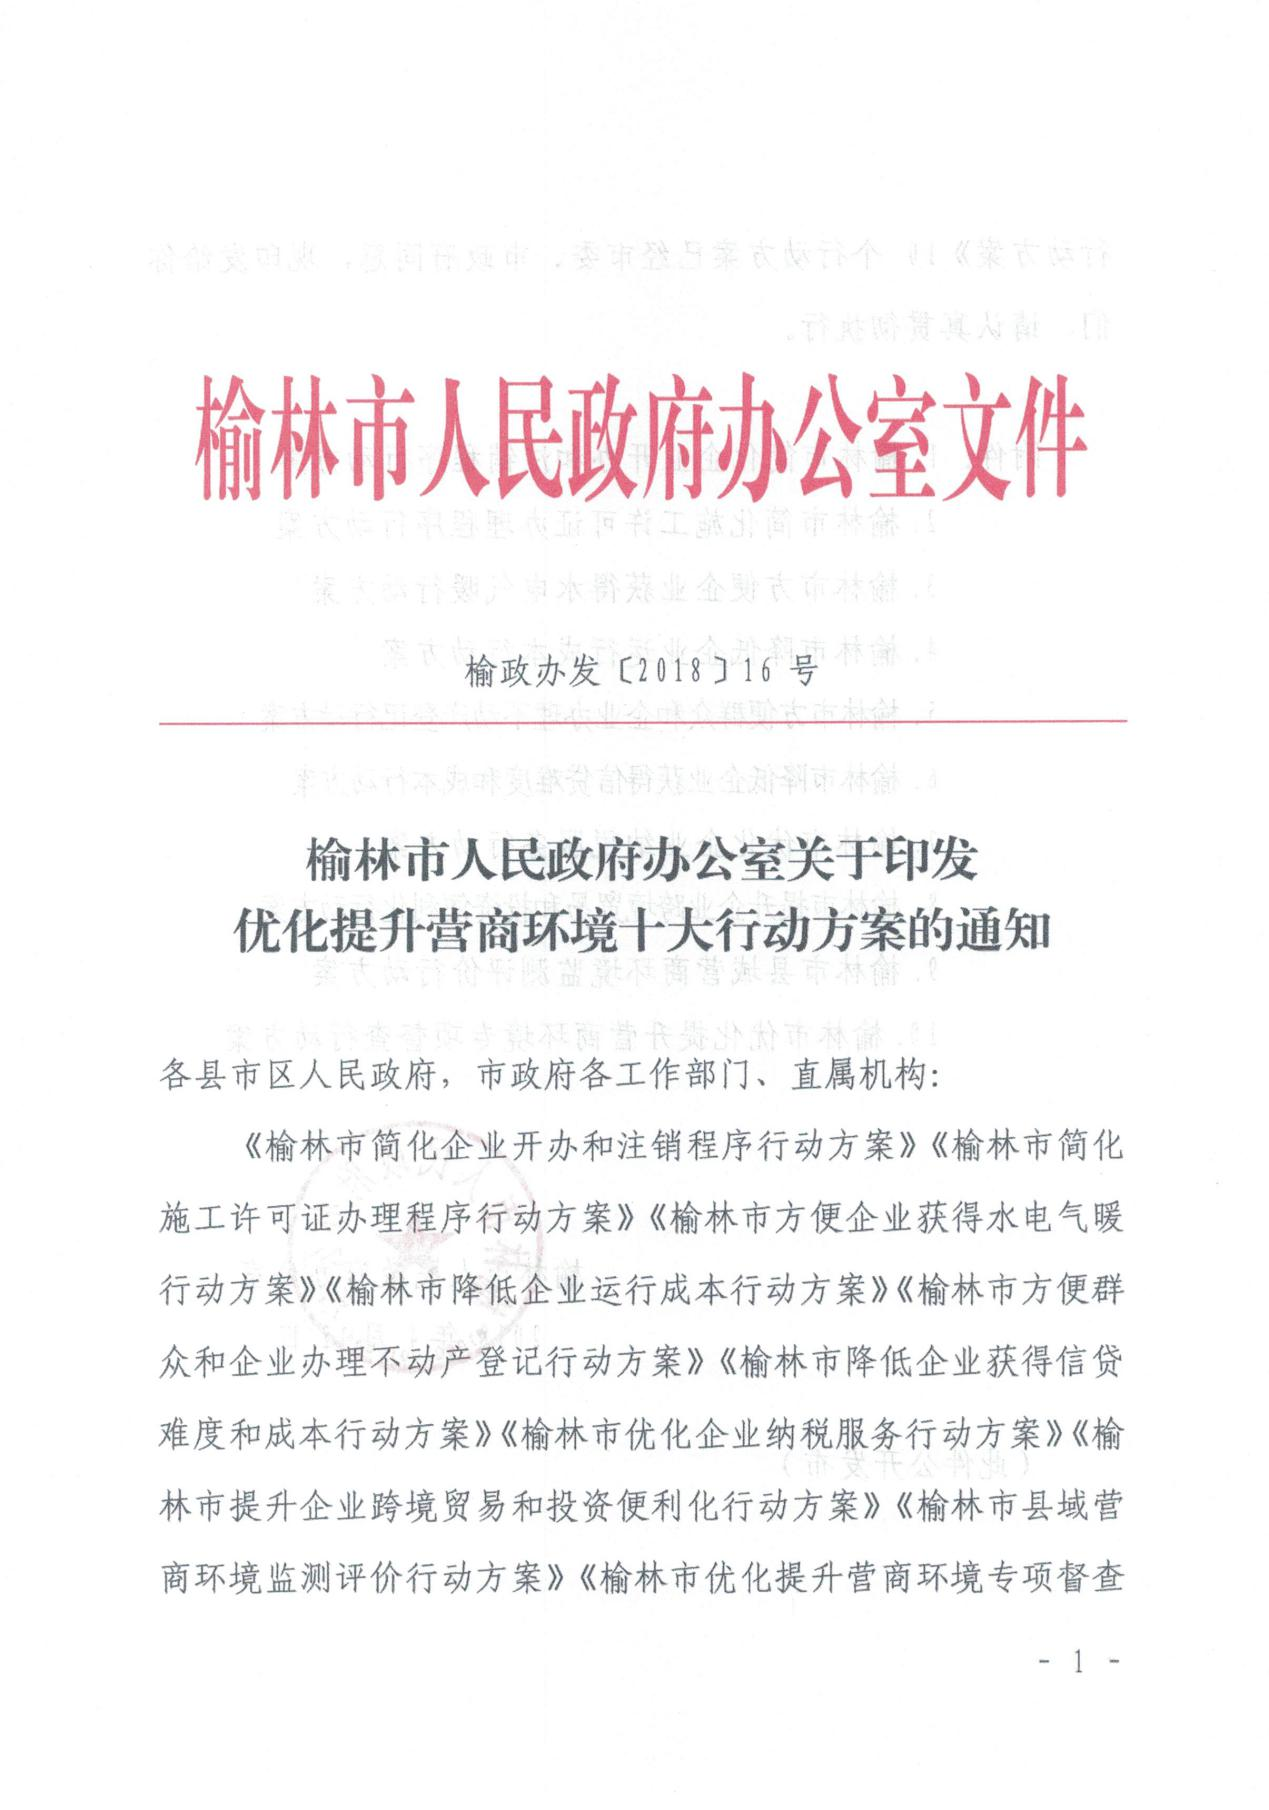 榆林市人民政府办公室文件
榆政办发〔2018〕16号
榆林市人民政府办公室关于印发
优化提升营商环境十大行动方案的通知
各县市区人民政府，市政府各工作部门、直属机构：
《榆林市简化企业开办和注销程序行动方案》《榆林市简化
施工许可证办理程序行动方案》《榆林市方便企业获得水电气暖
行动方案》《榆林市降低企业运行成本行动方案》《榆林市方便群
众和企业办理不动产登记行动方案》《榆林市降低企业获得信贷
难度和成本行动方案》《榆林市优化企业纳税服务行动方案》《榆
林市提升企业跨境贸易和投资便利化行动方案》《榆林市县域营
商环境监测评价行动方案》《榆林市优化提升营商环境专项督查
- 1 -